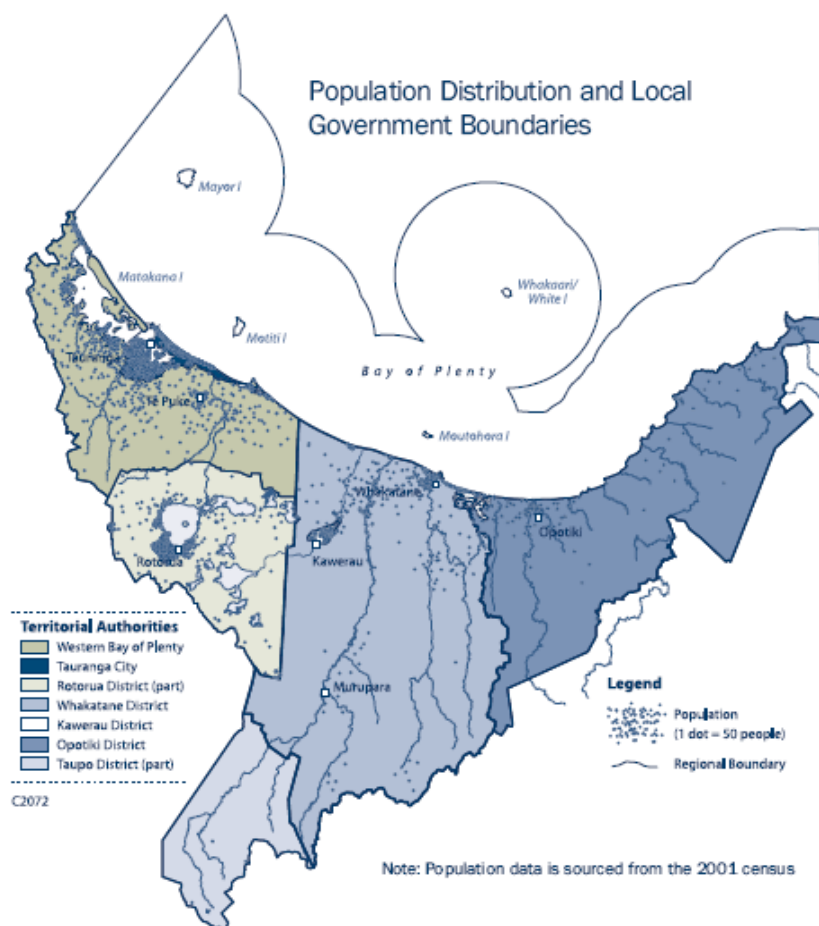 Population Distribution and Local
Government Boundaries
Mayor I
Matakana I
Whakaari/
White I
Motiti I
Tauranga
Bay of Plenty
Te Puke
Moutohora I
Whakatane
Opotiki
Kawerau
Rotorua
Murupara
Territorial Authorities
Western Bay of Plenty
Tauranga City
Rotorua District (part)
Whakatane District
Kawerau District
Opotiki District
Taupo District (part)
C2072
Legend
Population
(1 dot = 50 people)
Regional Boundary
Note: Population data is sourced from the 2001 census